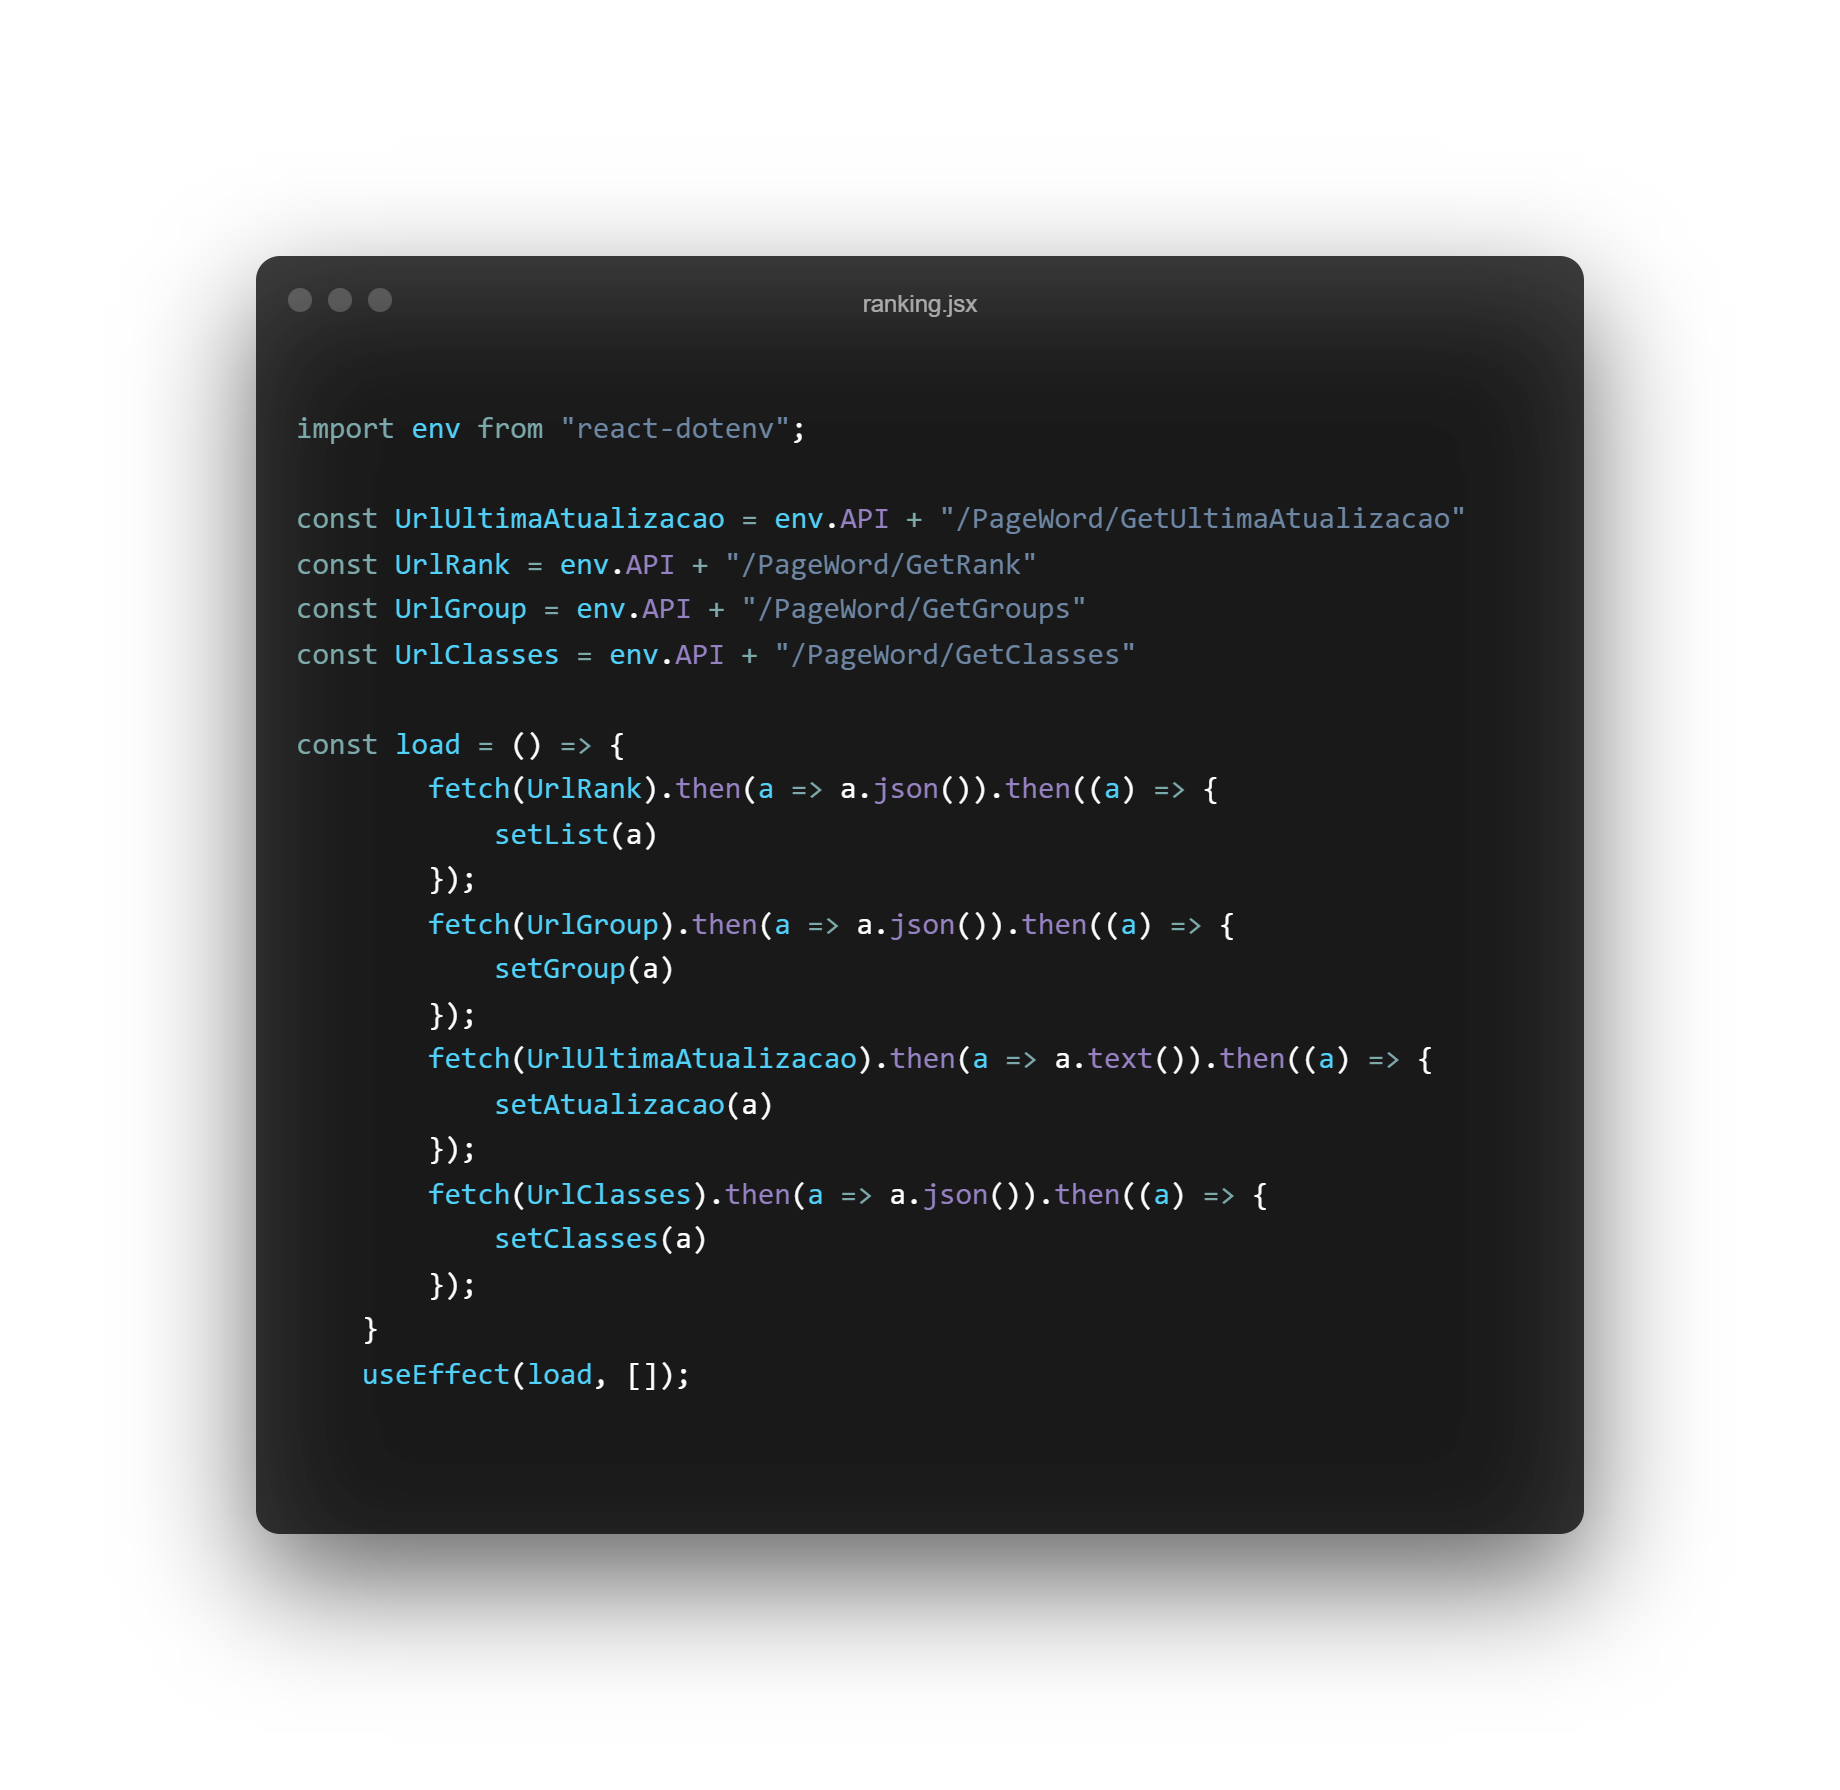 ranking.jsx
import env from "react-dotenv";
const UrlUltimaAtualizacao = env.API + "/PageWord/GetUltimaAtualizacao"
const UrlRank = env.API + "/PageWord/GetRank"
const UrlGroup = env.API + "/PageWord/GetGroups"
const UrlClasses = env.API + "/PageWord/GetClasses"
const load = () => {
        fetch(UrlRank).then(a => a.json()).then((a) => {
            setList(a)
        });
        fetch(UrlGroup).then(a => a.json()).then((a) => {
            setGroup(a)
        });
        fetch(UrlUltimaAtualizacao).then(a => a.text()).then((a) => {
            setAtualizacao(a)
        });
        fetch(UrlClasses).then(a => a.json()).then((a) => {
            setClasses(a)
        });
    }
    useEffect(load, []);